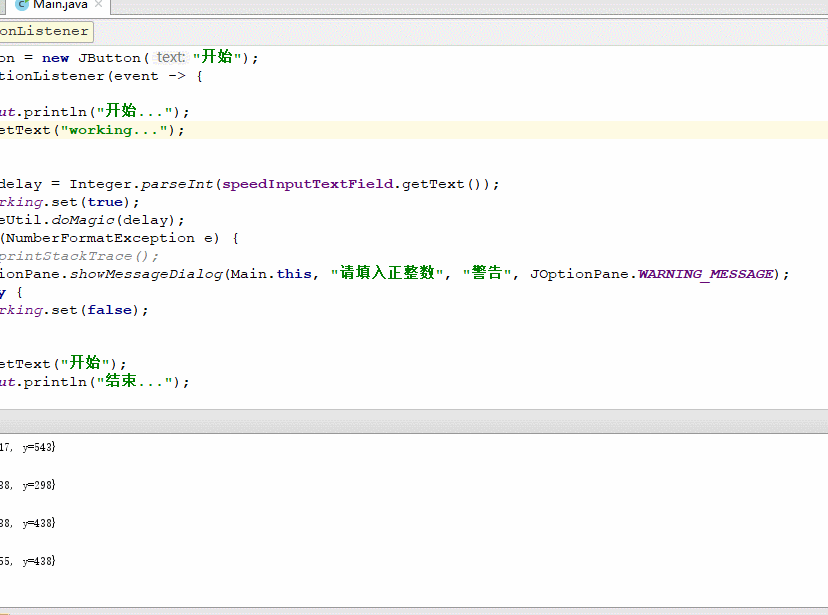 Main.java
onListener
on = new JButton( text: "开始");
tionListener(event -> {
ut.println("开始...");
etText("working...");
delay = Integer.parseInt(speedInputTextField.getText());
rking.set(true);
eUtil.doMagic(delay);
(NumberFormatException e) {
printStackTrace();
ionPane.showMessageDialog(Main.this, "请填入正整数", "警告", JOptionPane.WARNING_MESSAGE);
y {
rking.set(false);
etText("开始");
ut.println("结束...");
17, y=543}
38, y=298}
38, y=438}
55, y=438}